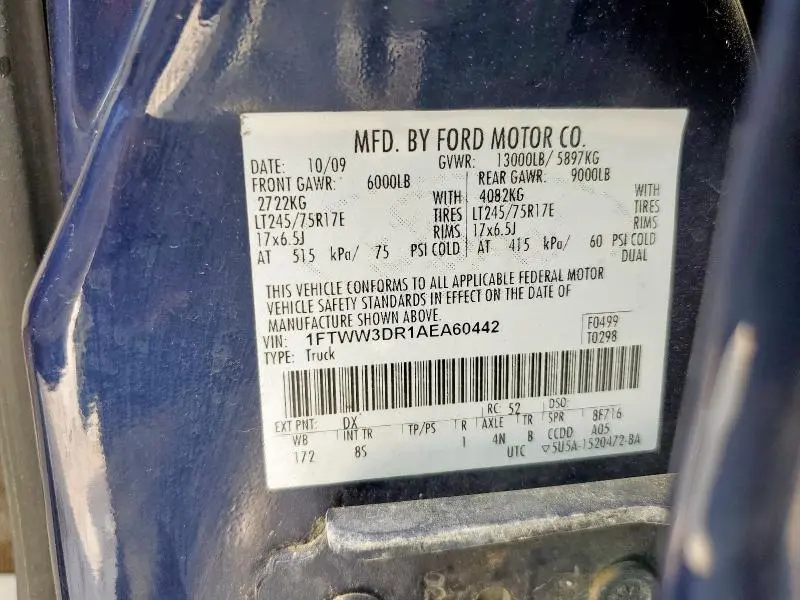 MFD. BY FORD MOTOR CO.
DATE: 10/09 GVWR: 13000LB/ 5897KG
FRONT GAWR: 6000LB REAR GAWR: 9000LB
2722KG WITH 4082KG WITH
LT245/75R17E TIRES LT245/75R17E TIRES
17x6.5J RIMS 17x6.5J RIMS
AT 515 kPa/ 75 PSI COLD AT 415 kPa/ 60 PSI COLD
DUAL
THIS VEHICLE CONFORMS TO ALL APPLICABLE FEDERAL MOTOR
VEHICLE SAFETY STANDARDS IN EFFECT ON THE DATE OF
MANUFACTURE SHOWN ABOVE.
VIN: 1FTWW3DR1AEA60442 F0499
TYPE: Truck T0298
EXT PNT: DX RC: 52 DSO:
WB INT TR TP/PS R AXLE TR SPR 8F716
172 8S I 4N B CCDD A05
UTC ▽5U5A-1520472-BA
8